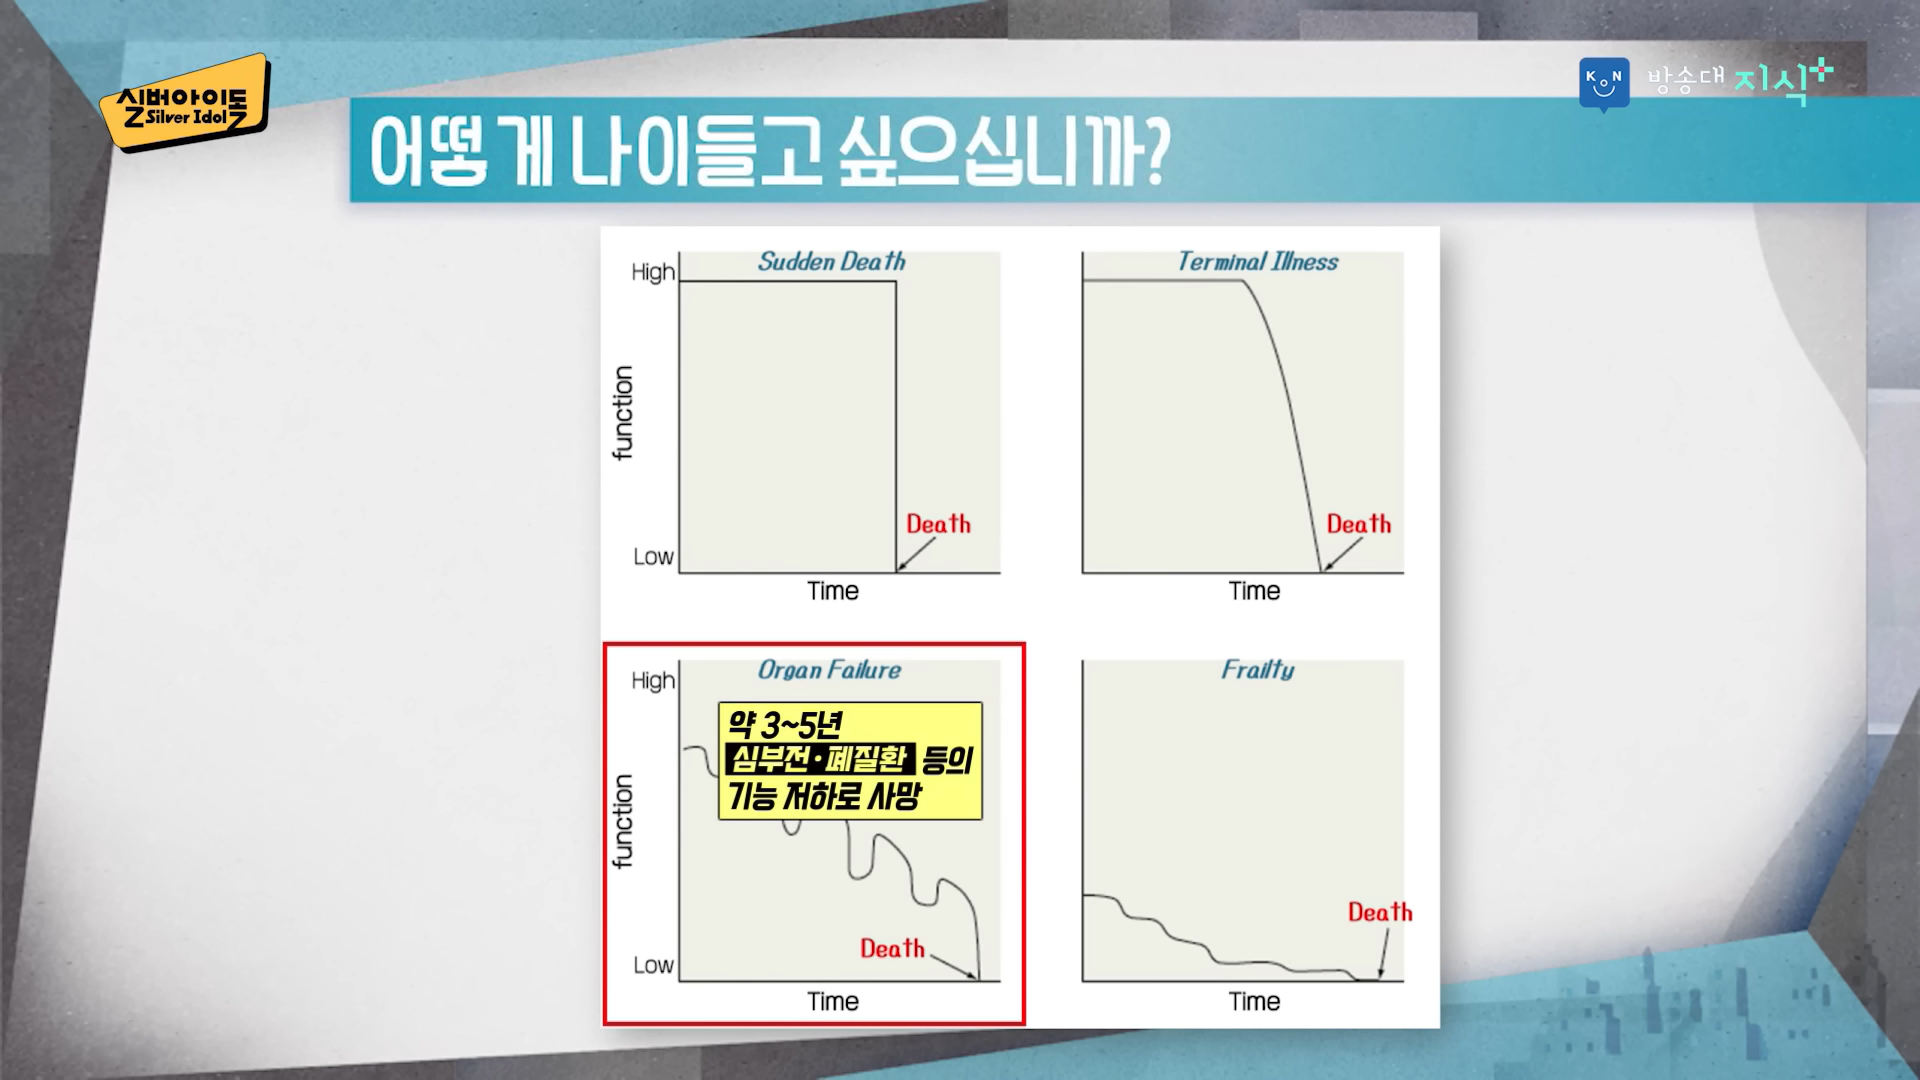 실버아이돌
Silver Idol
KON
방송대 지식+
어떻게 나이들고 싶으십니까?
Sudden Death
High
function
Low
Death
Time
Terminal Illness
Death
Time
Organ Failure
High
약 3~5년
심부전·폐질환 등의
기능 저하로 사망
function
Low
Death
Time
Frailty
Death
Time